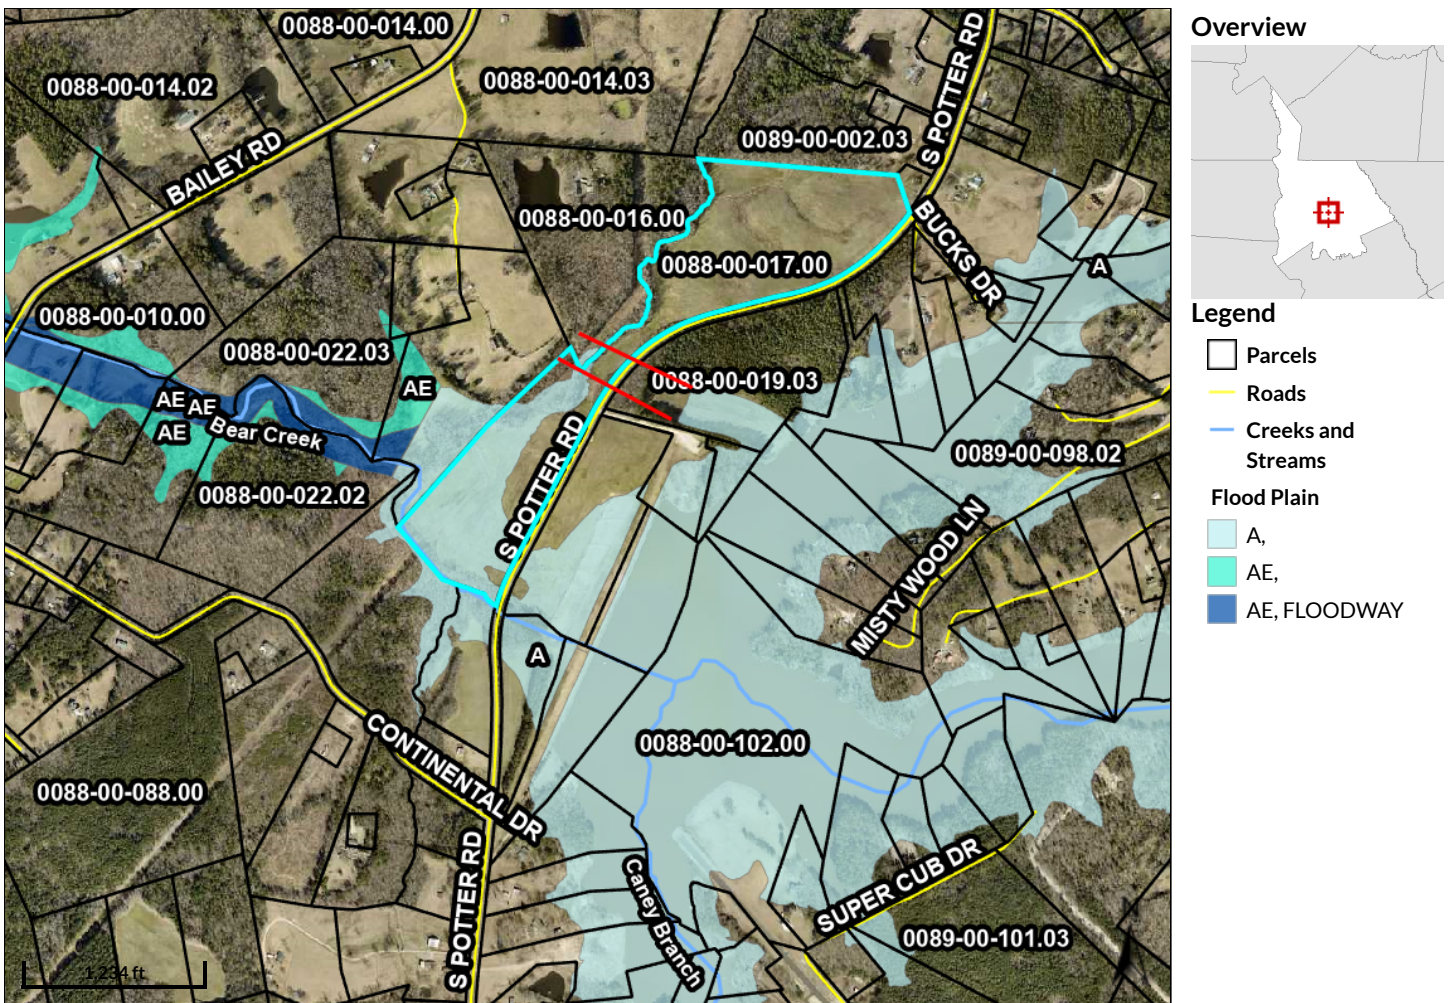 0088-00-014.00
0088-00-014.02
0088-00-014.03
S POTTER RD
0089-00-002.03
BAILEY RD
0088-00-016.00
BUCKS DR
0088-00-017.00
A
0088-00-010.00
0088-00-022.03
0088-00-019.03
AE
AE
AE
AE
Bear Creek
0088-00-022.02
S POTTER RD
0089-00-098.02
MISTY WOOD LN
A
CONTINENTAL DR
0088-00-102.00
0088-00-088.00
S POTTER RD
Caney Branch
SUPER CUB DR
0089-00-101.03
1,234 ft
Overview
Legend
Parcels
Roads
Creeks and
Streams
Flood Plain
A,
AE,
AE, FLOODWAY